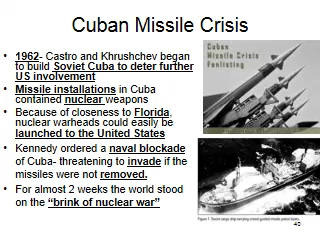 Cuban Missile Crisis
• 1962- Castro and Khrushchev began
to build Soviet Cuba to deter further
US involvement
• Missile installations in Cuba
contained nuclear weapons
• Because of closeness to Florida,
nuclear warheads could easily be
launched to the United States
• Kennedy ordered a naval blockade
of Cuba- threatening to invade if the
missiles were not removed.
• For almost 2 weeks the world stood
on the “brink of nuclear war”
Cuban
Missile Crisis
Fanlisting